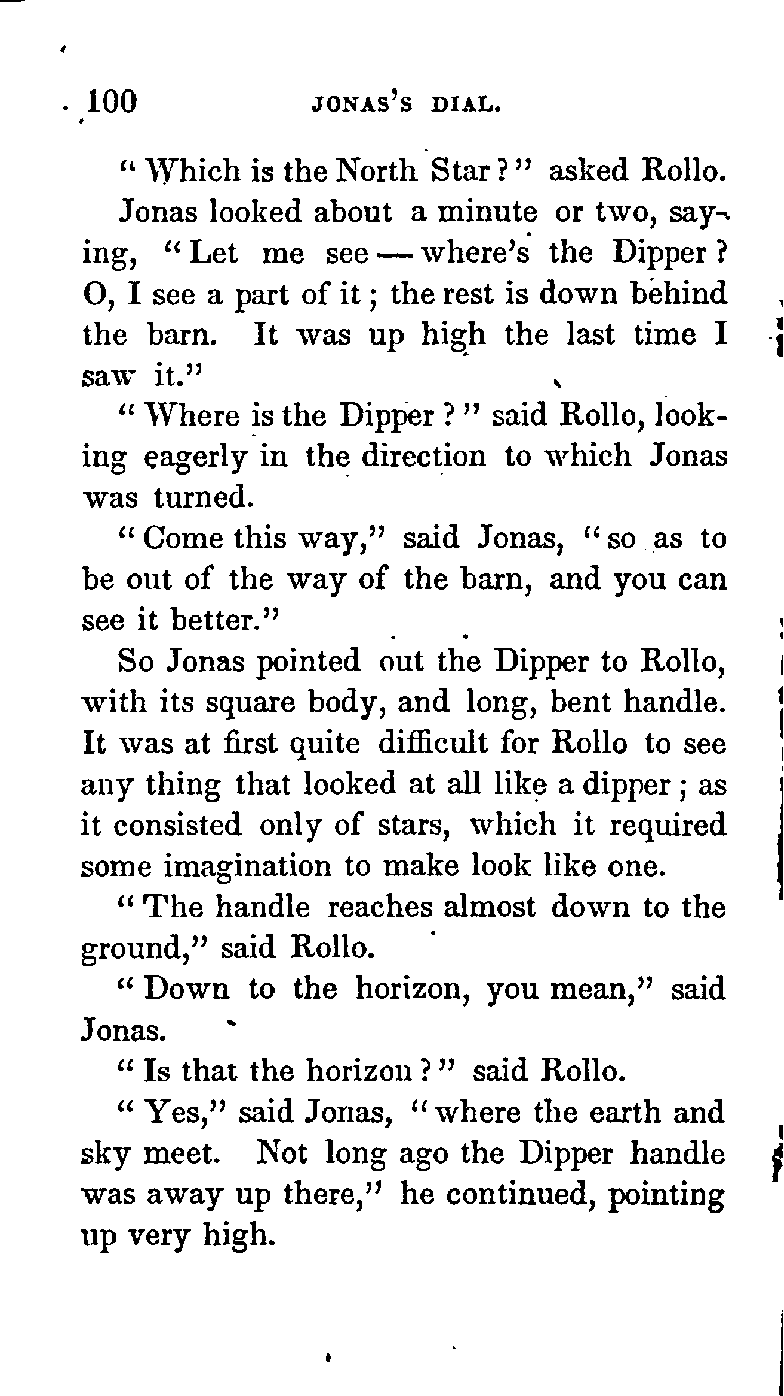 100 JONAS'S DIAL.
“Which is the North Star?” asked Rollo.
Jonas looked about a minute or two, say-
ing, “Let me see — where's the Dipper?
O, I see a part of it; the rest is down behind
the barn. It was up high the last time I
saw it.”
“Where is the Dipper?” said Rollo, look-
ing eagerly in the direction to which Jonas
was turned.
“Come this way,” said Jonas, “so as to
be out of the way of the barn, and you can
see it better.”
So Jonas pointed out the Dipper to Rollo,
with its square body, and long, bent handle.
It was at first quite difficult for Rollo to see
any thing that looked at all like a dipper; as
it consisted only of stars, which it required
some imagination to make look like one.
“The handle reaches almost down to the
ground,” said Rollo.
“Down to the horizon, you mean,” said
Jonas.
“Is that the horizon?” said Rollo.
“Yes,” said Jonas, “where the earth and
sky meet. Not long ago the Dipper handle
was away up there,” he continued, pointing
up very high.